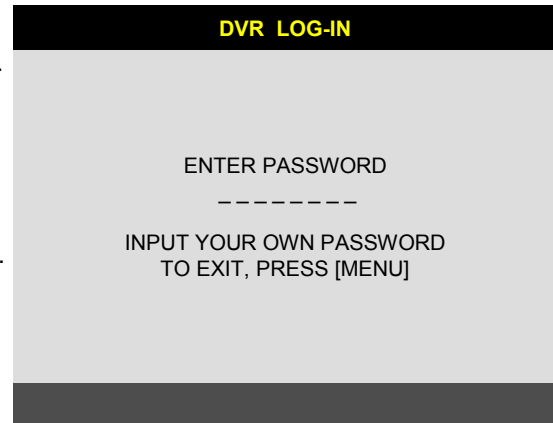 DVR LOG-IN
ENTER PASSWORD
_ _ _ _ _ _ _ _
INPUT YOUR OWN PASSWORD
TO EXIT, PRESS [MENU]